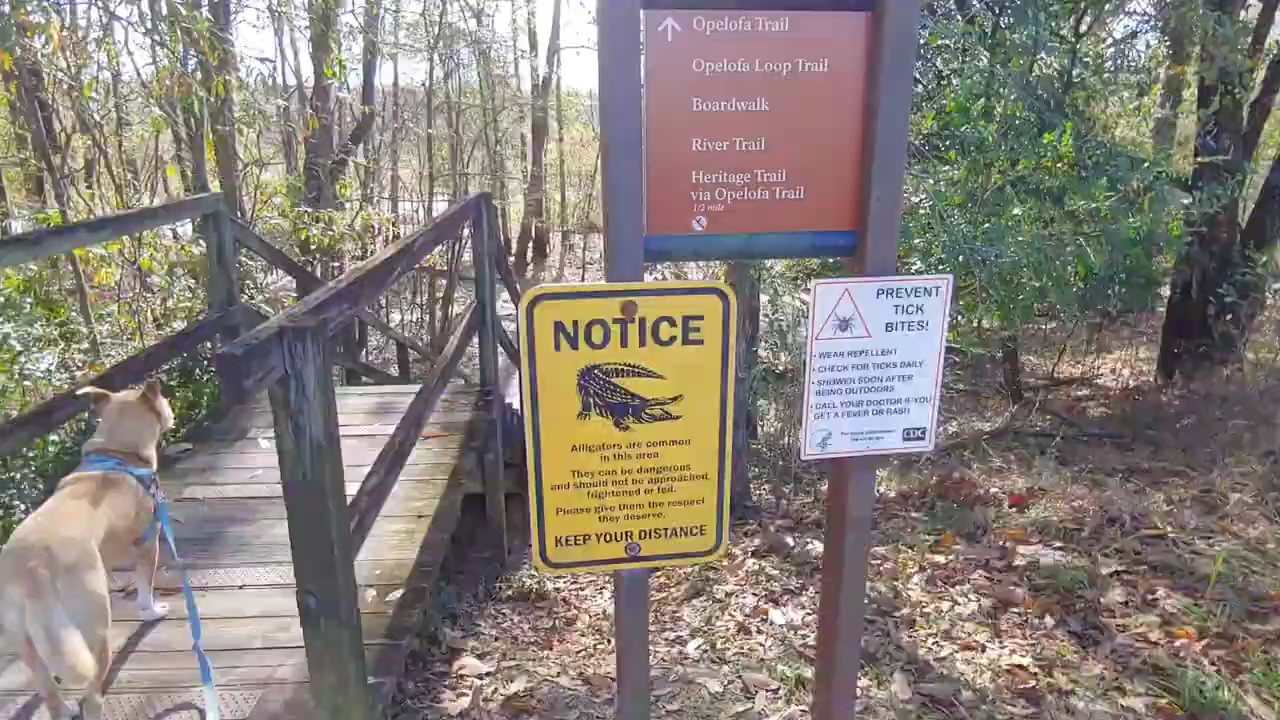 Opelofa Trail
Opelofa Loop Trail
Boardwalk
River Trail
Heritage Trail
via Opelofa Trail
1/2 mile
NOTICE
Alligators are common
in this area
They can be dangerous
and should not be approached,
frightened or fed.
Please give them the respect
they deserve.
KEEP YOUR DISTANCE
PREVENT
TICK
BITES!
• WEAR REPELLENT
• CHECK FOR TICKS DAILY
• SHOWER SOON AFTER
BEING OUTDOORS
• CALL YOUR DOCTOR IF YOU
GET A FEVER OR RASH
CDC